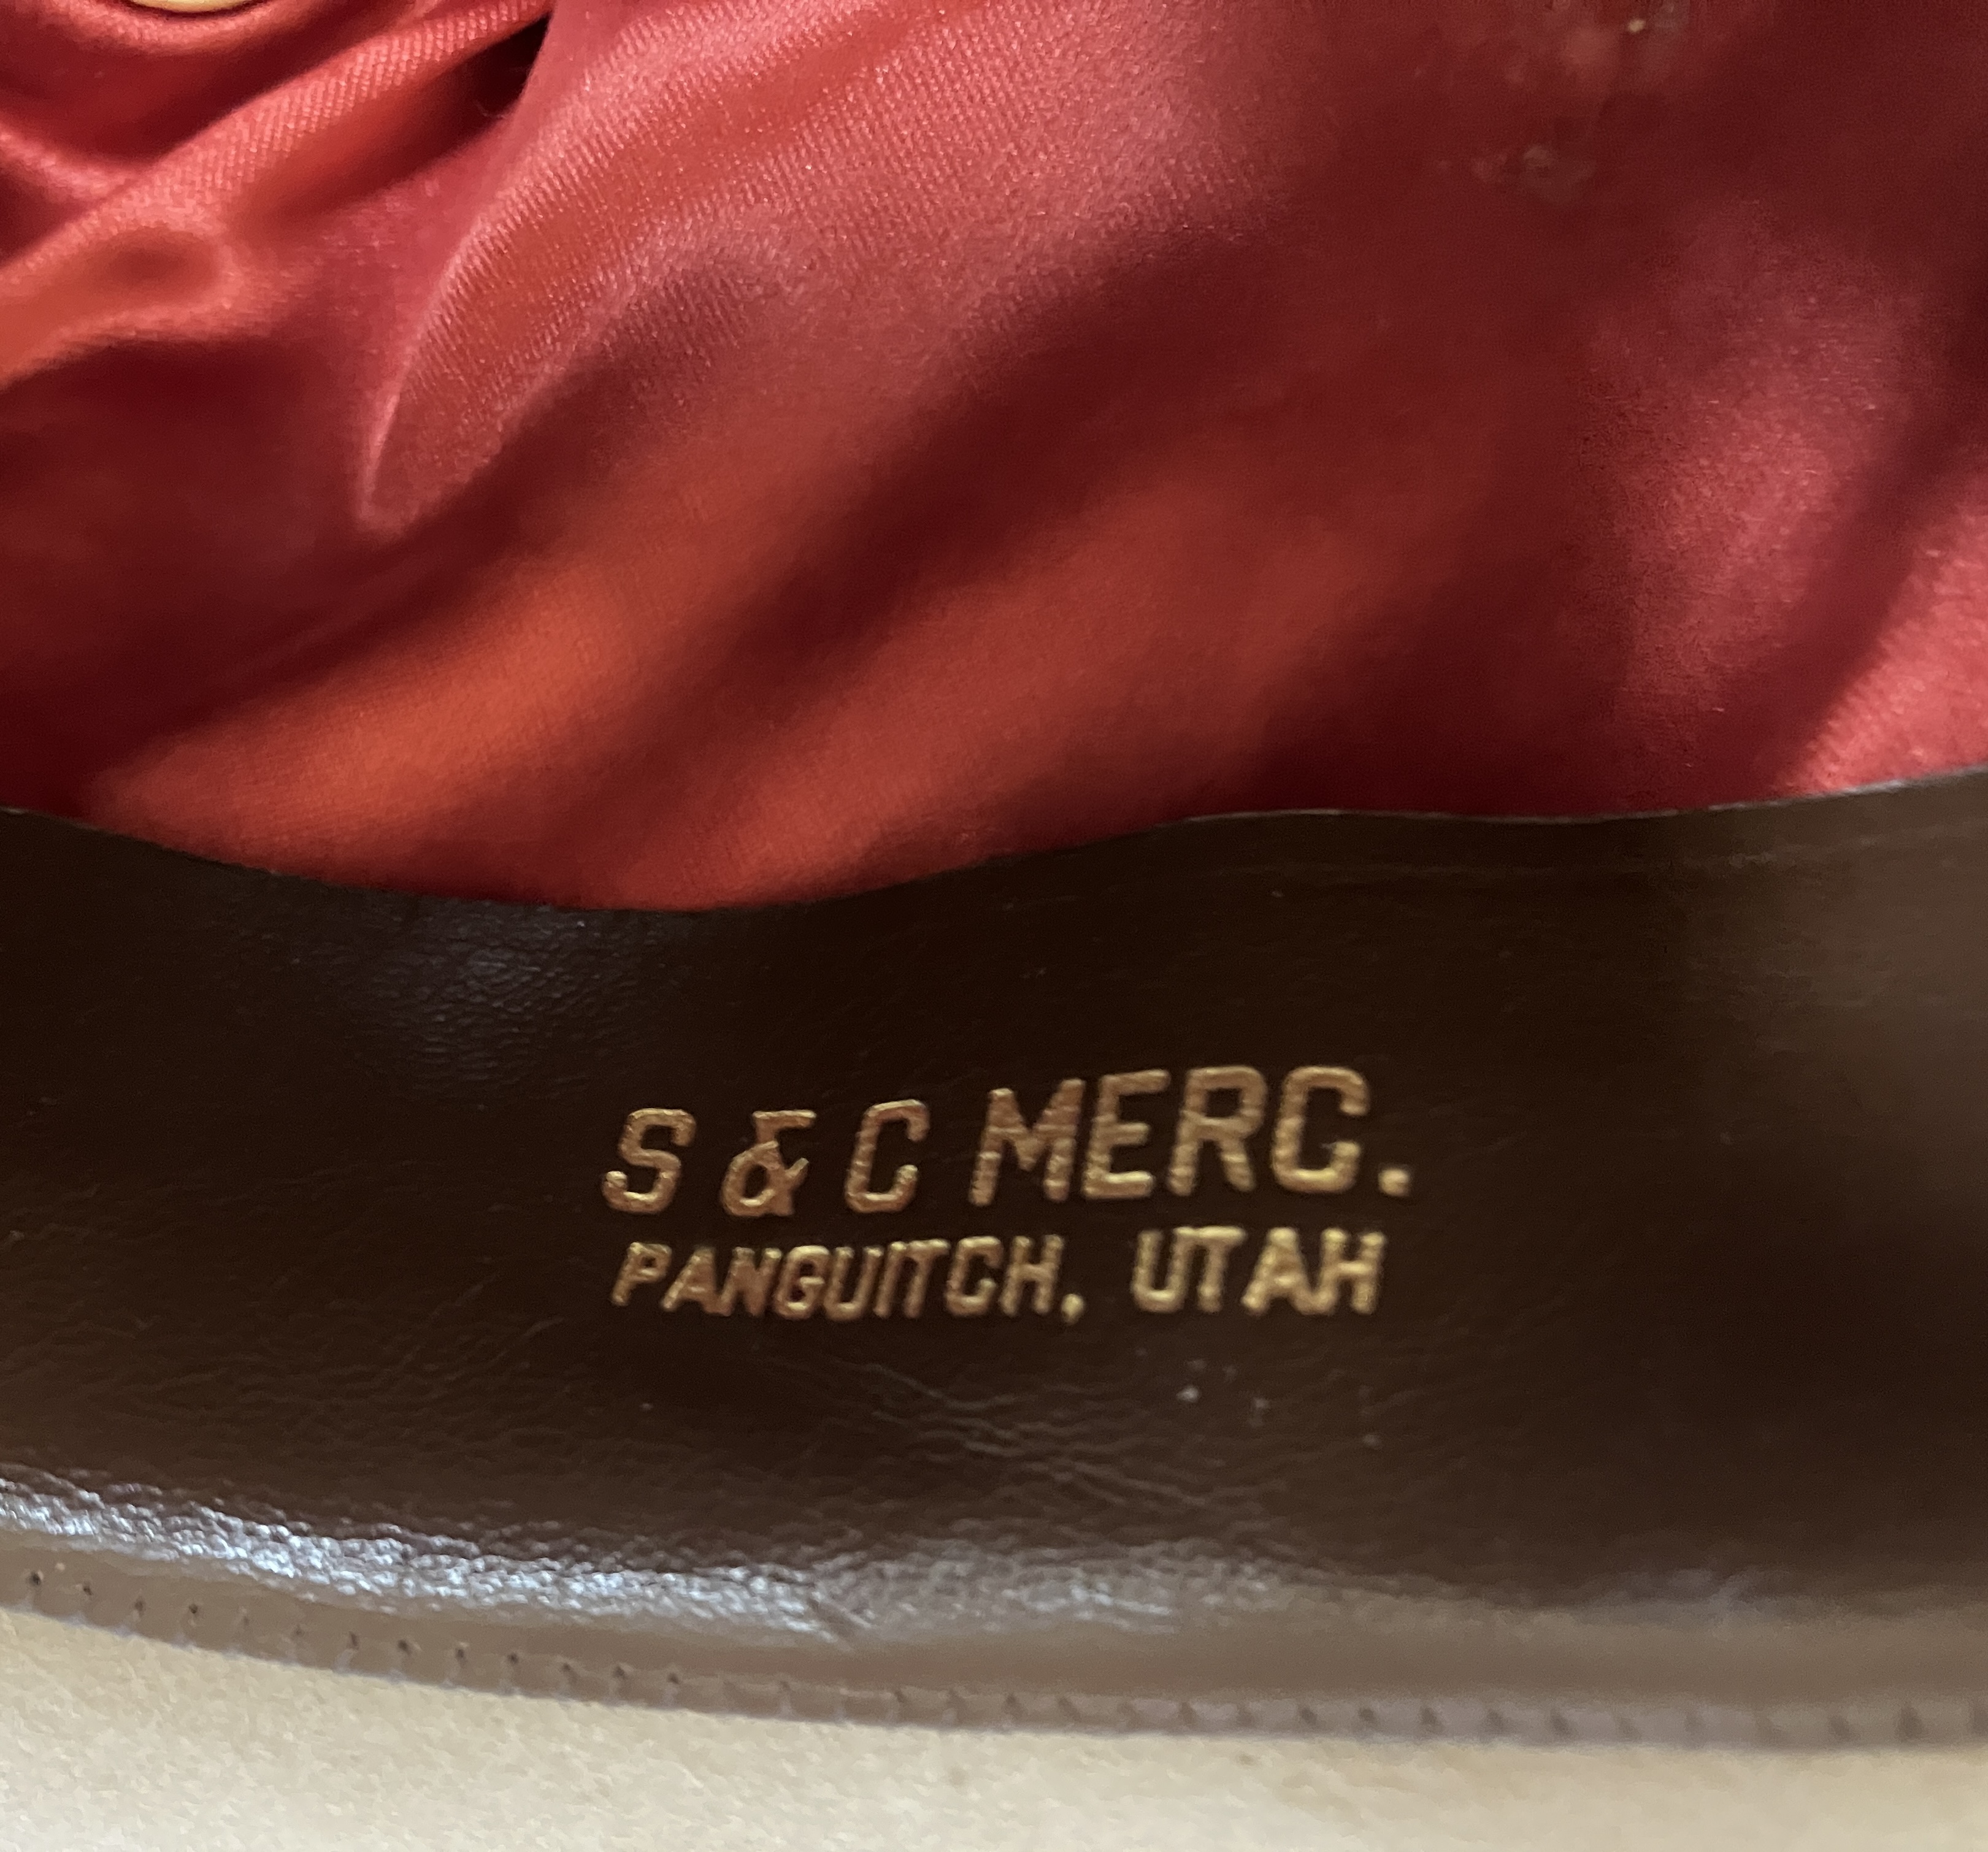 S & C MERC.
PANGUITCH, UTAH